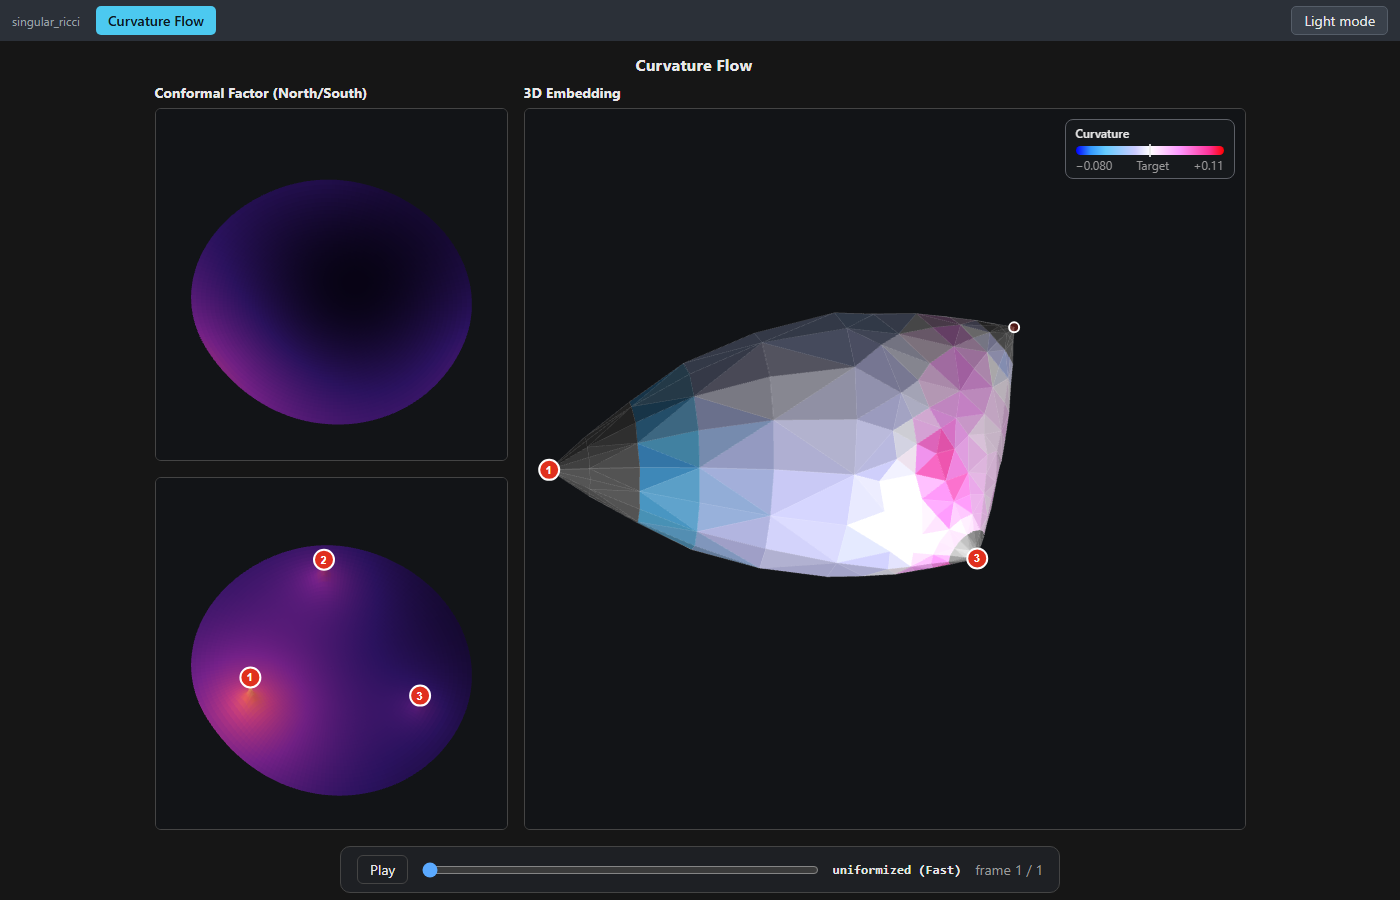 singular_ricci
Curvature Flow
Light mode
Curvature Flow
Conformal Factor (North/South)
3D Embedding
Curvature
−0.080 Target +0.11
1
3
2
1
3
Play
uniformized (Fast)
frame 1 / 1